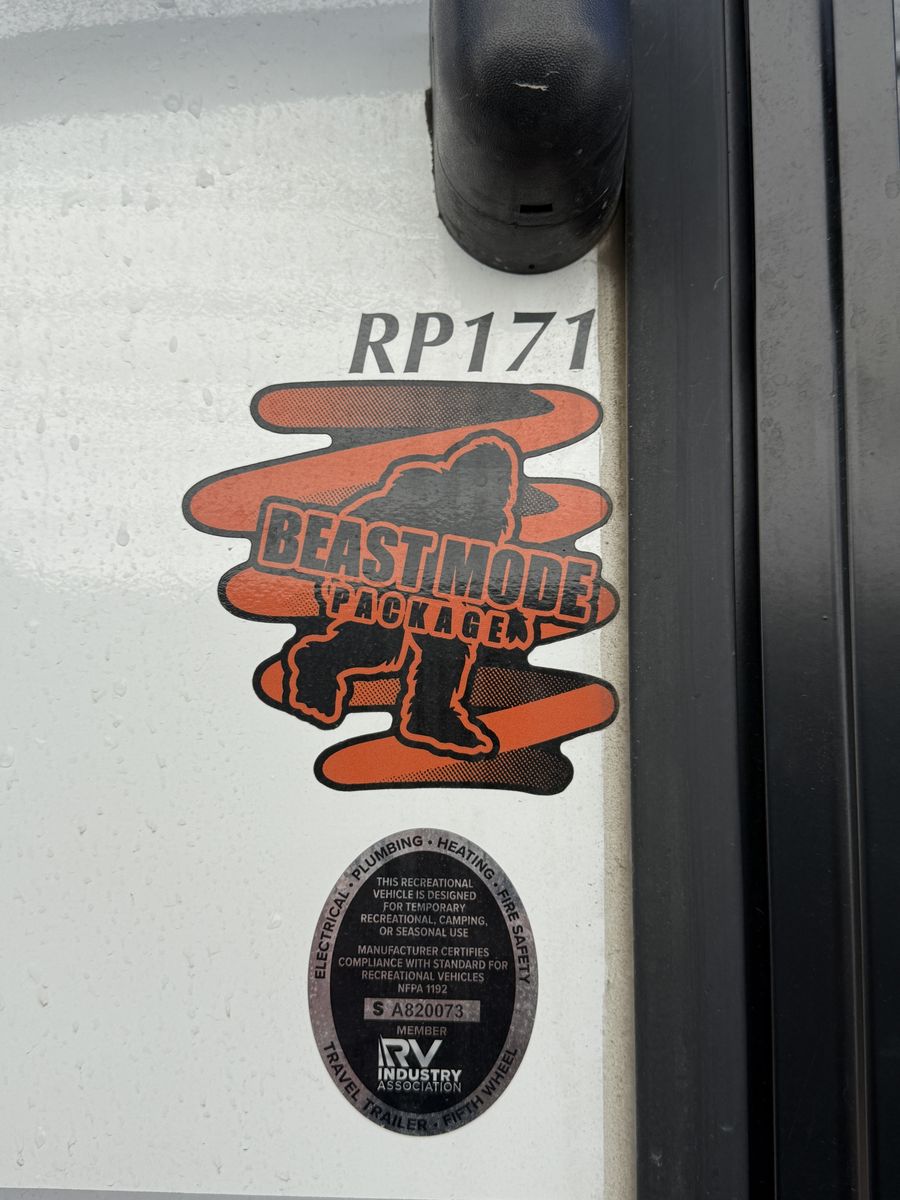 RP171
BEAST MODE
PACKAGE
ELECTRICAL • PLUMBING • HEATING • FIRE SAFETY
THIS RECREATIONAL
VEHICLE IS DESIGNED
FOR TEMPORARY
RECREATIONAL, CAMPING,
OR SEASONAL USE
MANUFACTURER CERTIFIES
COMPLIANCE WITH STANDARD FOR
RECREATIONAL VEHICLES
NFPA 1192
S A820073
MEMBER
RV
INDUSTRY
ASSOCIATION
TRAVEL TRAILER • FIFTH WHEEL